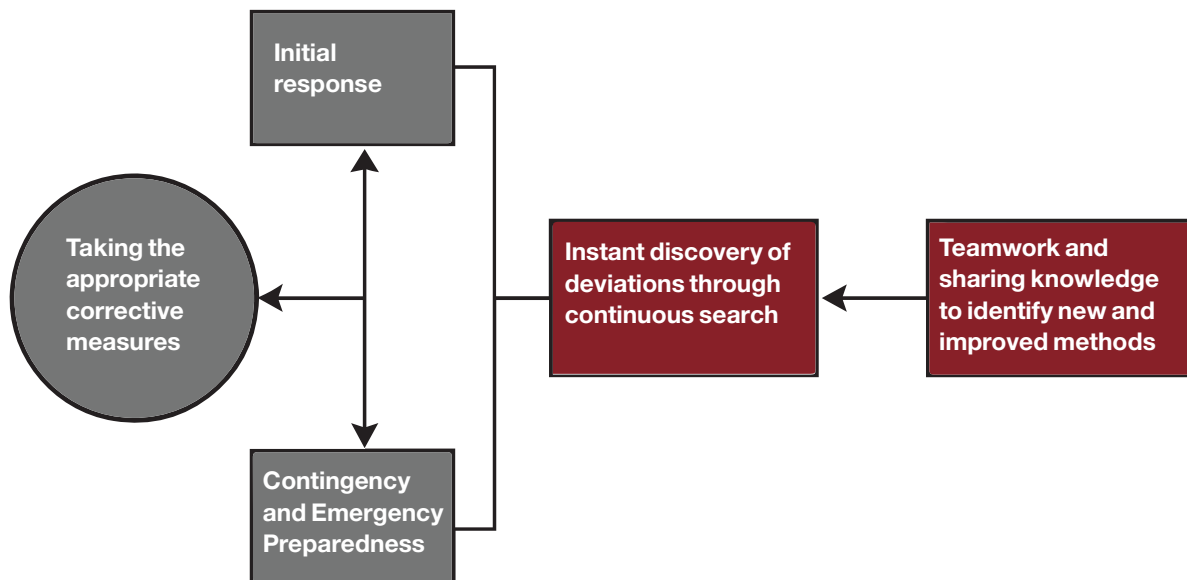 Initial
response
Taking the
appropriate
corrective
measures
Instant discovery of
deviations through
continuous search
Teamwork and
sharing knowledge
to identify new and
improved methods
Contingency
and Emergency
Preparedness